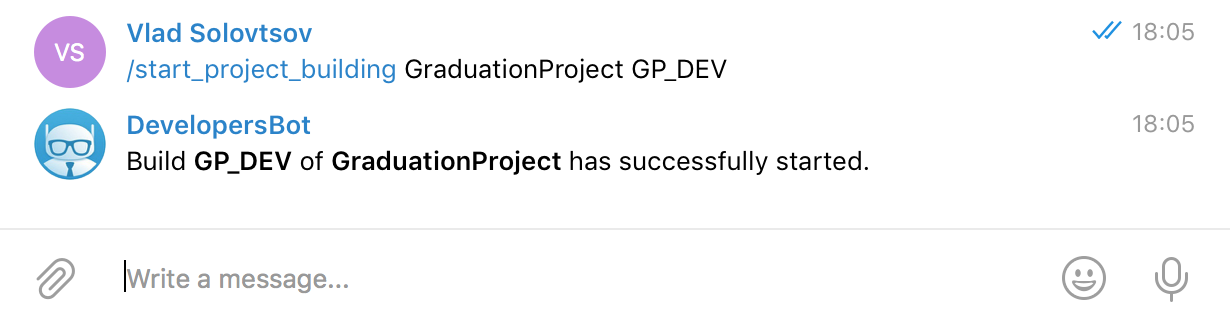 VS
Vlad Solovtsov
18:05
/start_project_building GraduationProject GP_DEV
DevelopersBot
18:05
Build GP_DEV of GraduationProject has successfully started.
Write a message...